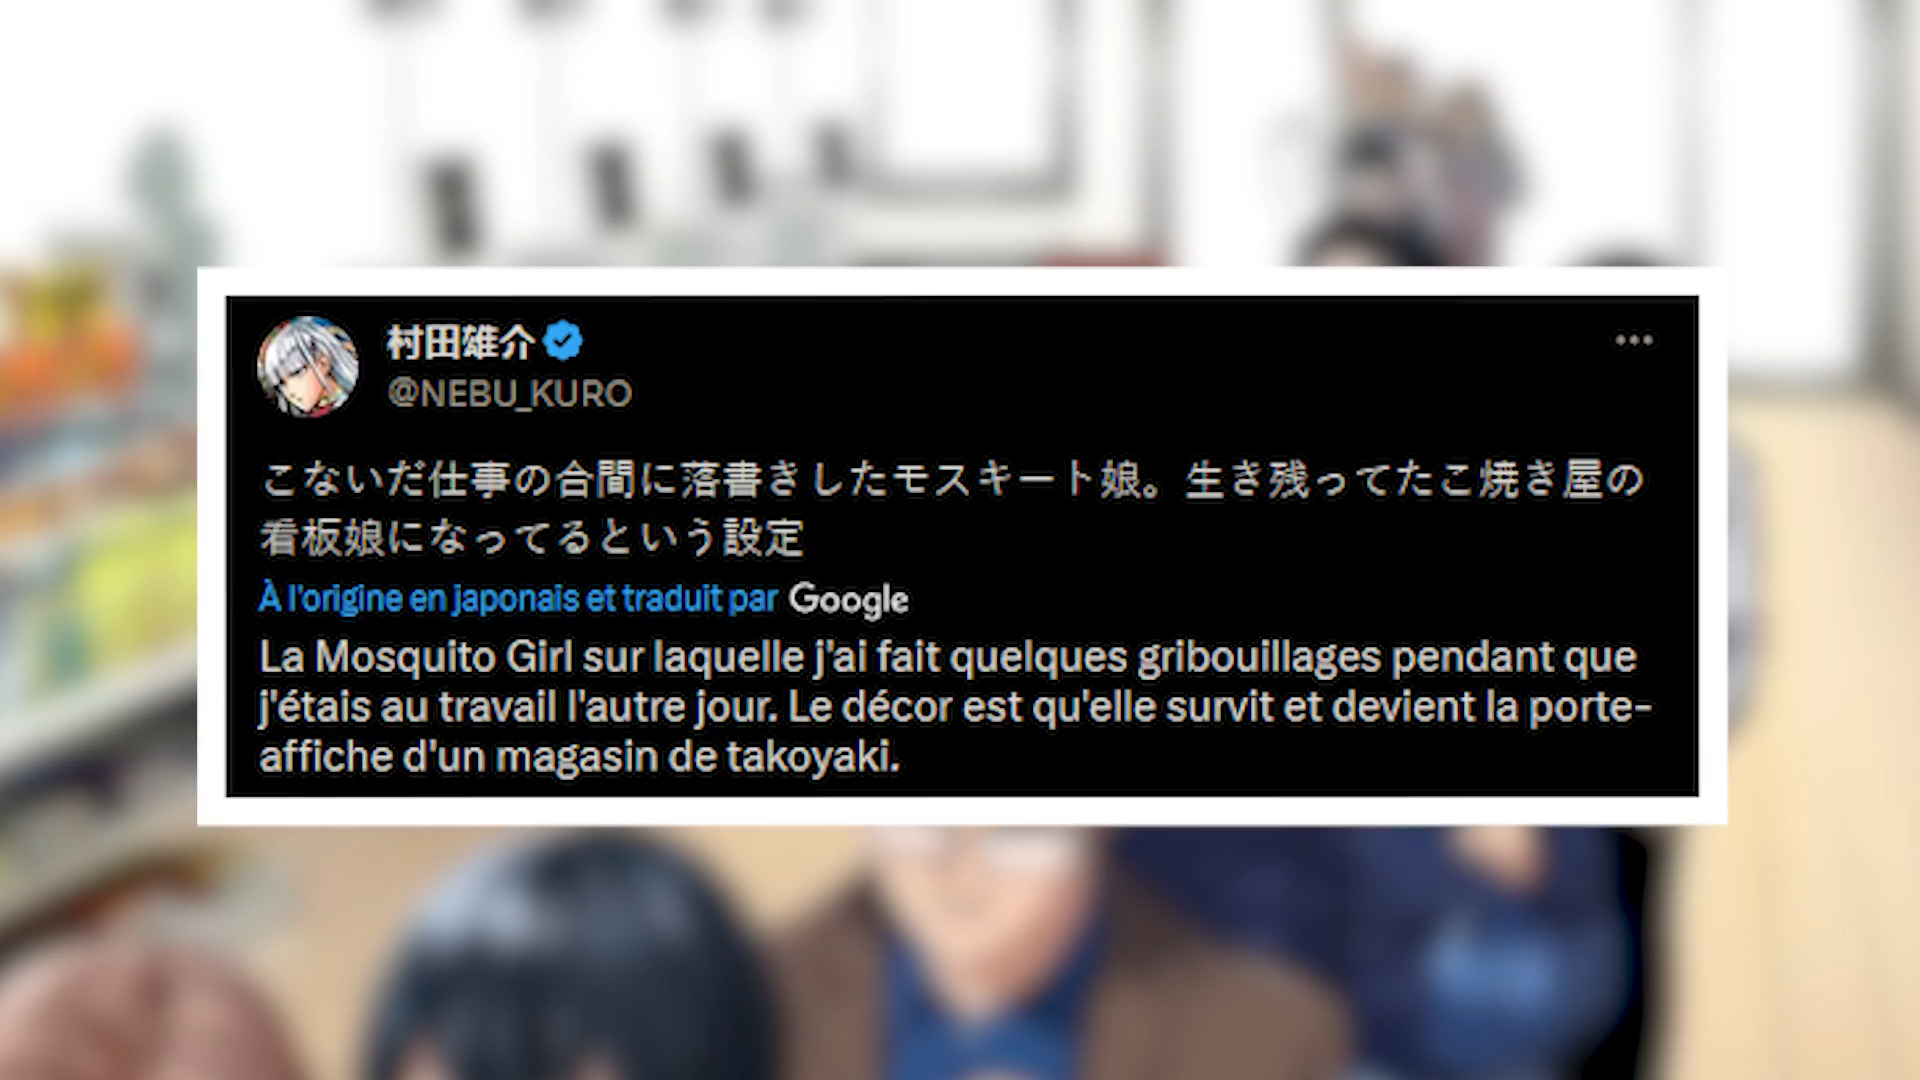 村田雄介
@NEBU_KURO
こないだ仕事の合間に落書きしたモスキート娘。生き残ってたこ焼き屋の
看板娘になってるという設定
À l'origine en japonais et traduit par Google
La Mosquito Girl sur laquelle j'ai fait quelques gribouillages pendant que
j'étais au travail l'autre jour. Le décor est qu'elle survit et devient la porte-
affiche d'un magasin de takoyaki.